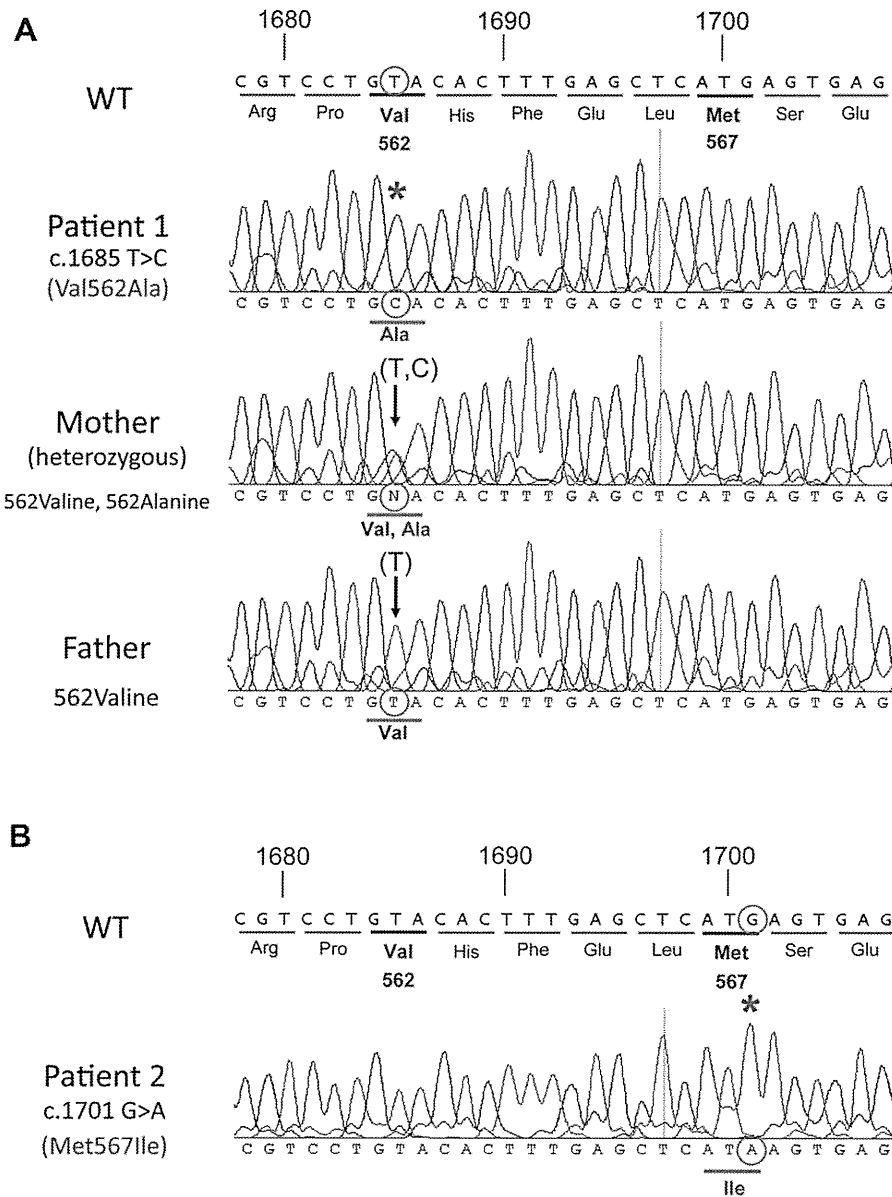 A
1680 1690 1700
WT
C G T C C T G T A C A C T T T G A G C T C A T G A G T G A G
Arg Pro Val His Phe Glu Leu Met Ser Glu
562 567
*
Patient 1
c.1685 T>C
(Val562Ala)
C G T C C T G C A C A C T T T G A G C T C A T G A G T G A G
Ala
(T,C)
Mother
(heterozygous)
562Valine, 562Alanine
C G T C C T G N A C A C T T T G A G C T C A T G A G T G A G
Val, Ala
(T)
Father
562Valine
C G T C C T G T A C A C T T T G A G C T C A T G A G T G A G
Val
B
1680 1690 1700
WT
C G T C C T G T A C A C T T T G A G C T C A T G A G T G A G
Arg Pro Val His Phe Glu Leu Met Ser Glu
562 567
*
Patient 2
c.1701 G>A
(Met567Ile)
C G T C C T G T A C A C T T T G A G C T C A T A A G T G A G
Ile